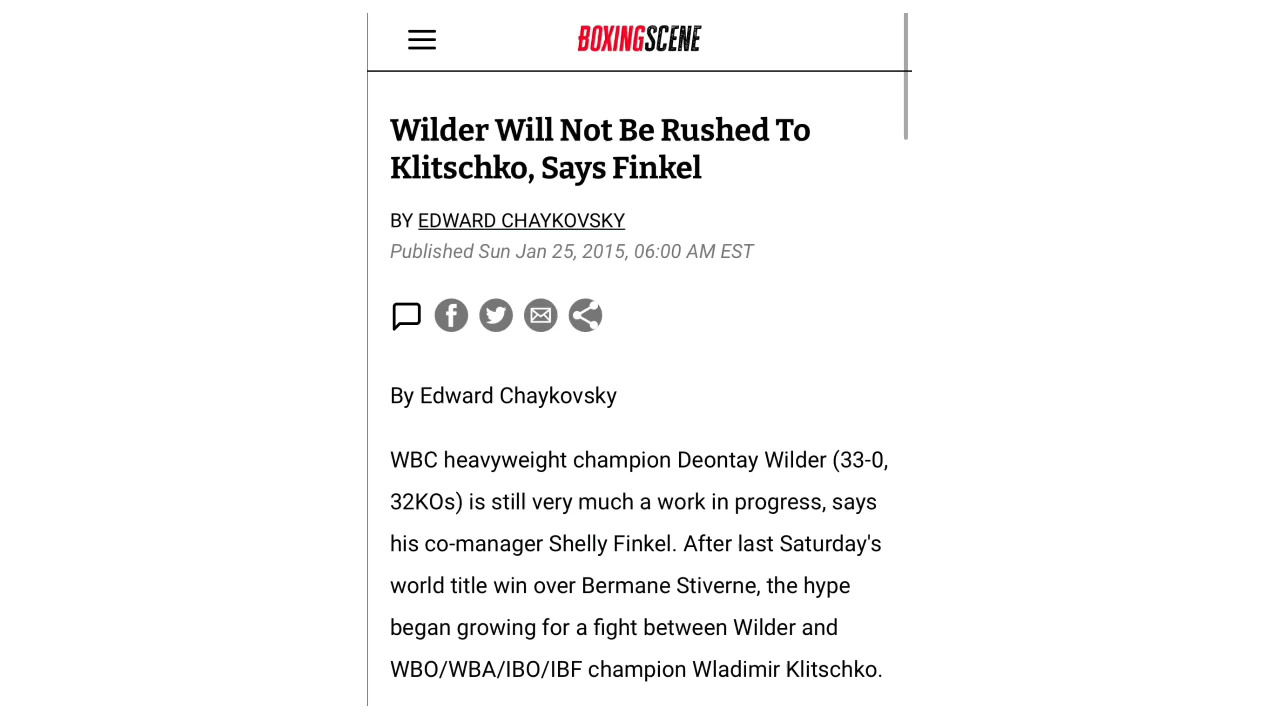 BOXINGSCENE
Wilder Will Not Be Rushed To
Klitschko, Says Finkel
BY EDWARD CHAYKOVSKY
Published Sun Jan 25, 2015, 06:00 AM EST
By Edward Chaykovsky
WBC heavyweight champion Deontay Wilder (33-0,
32KOs) is still very much a work in progress, says
his co-manager Shelly Finkel. After last Saturday's
world title win over Bermane Stiverne, the hype
began growing for a fight between Wilder and
WBO/WBA/IBO/IBF champion Wladimir Klitschko.